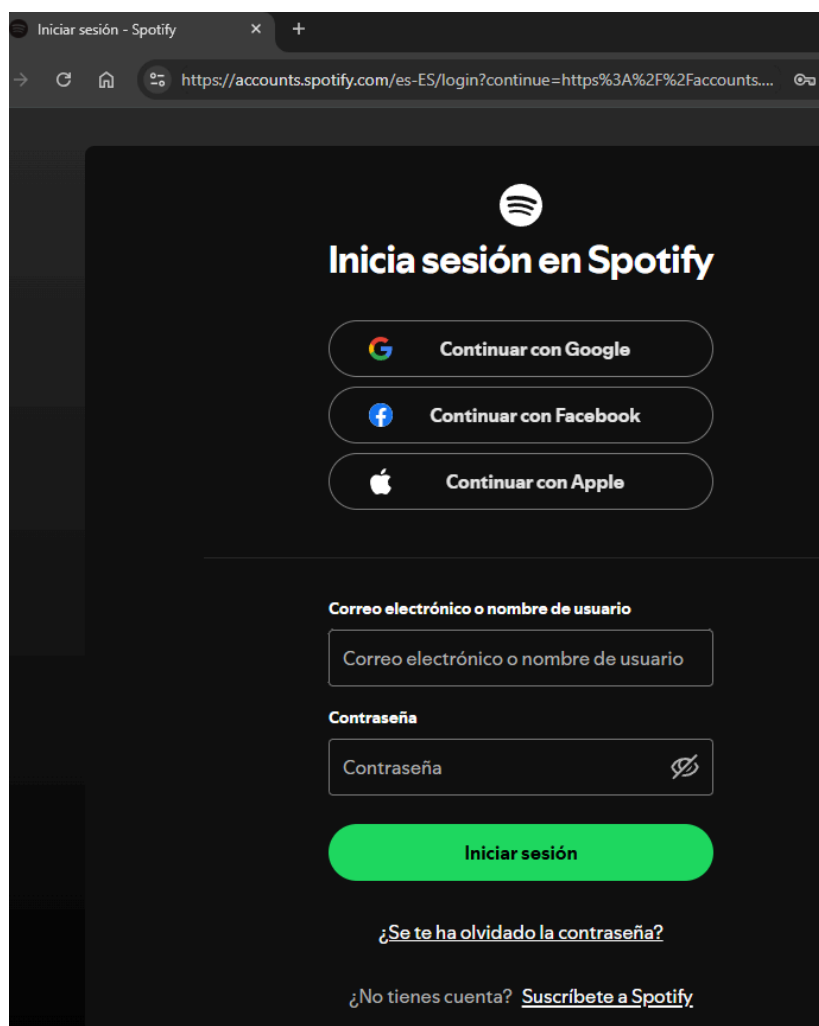 Iniciar sesión - Spotify
https://accounts.spotify.com/es-ES/login?continue=https%3A%2F%2Faccounts....
Inicia sesión en Spotify
Continuar con Google
Continuar con Facebook
Continuar con Apple
Correo electrónico o nombre de usuario
Correo electrónico o nombre de usuario
Contraseña
Contraseña
Iniciar sesión
¿Se te ha olvidado la contraseña?
¿No tienes cuenta? Suscríbete a Spotify